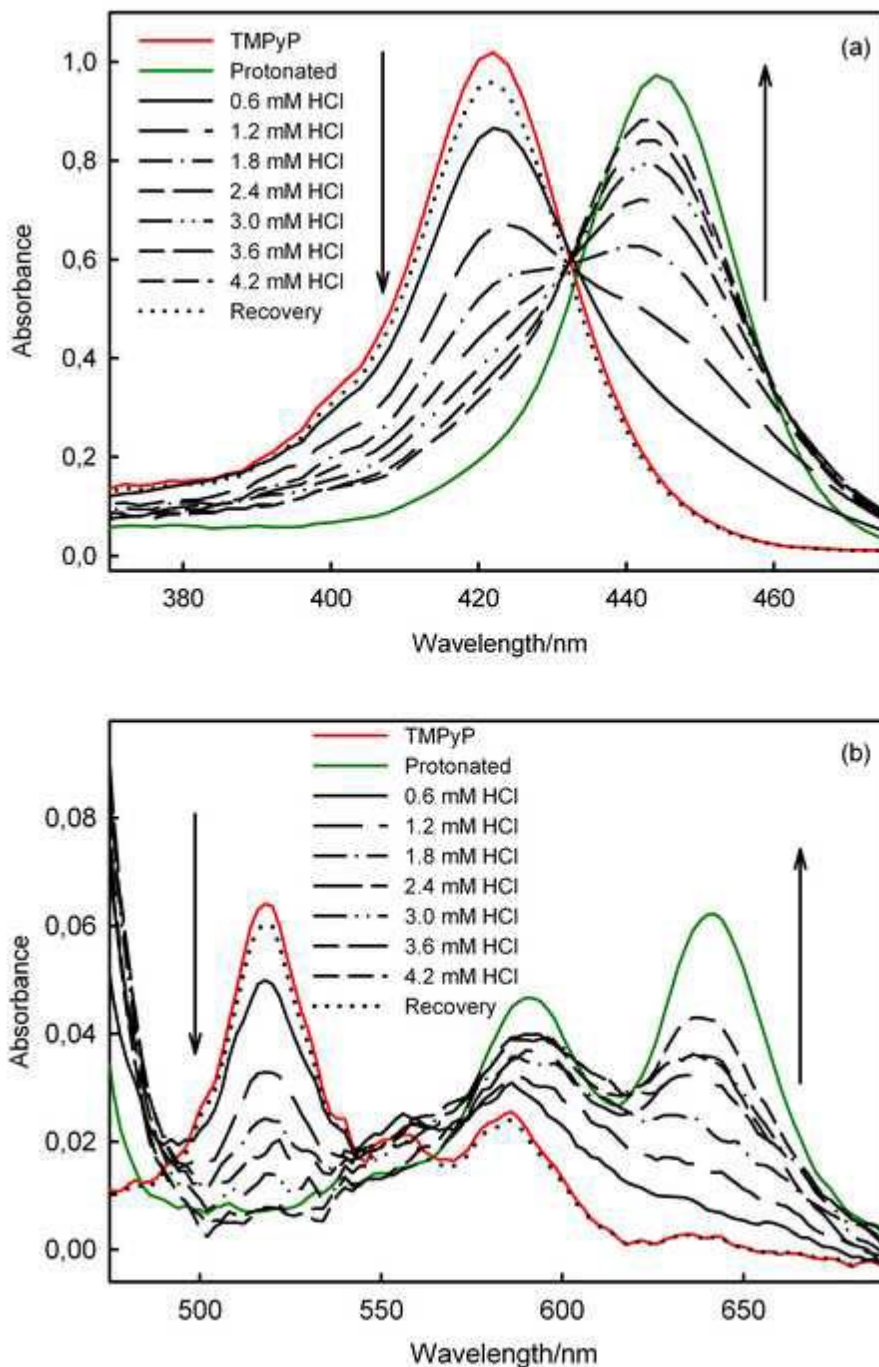 (a)
TMPyP
Protonated
0.6 mM HCl
1.2 mM HCl
1.8 mM HCl
2.4 mM HCl
3.0 mM HCl
3.6 mM HCl
4.2 mM HCl
Recovery
1,0
0,8
0,6
0,4
0,2
0,0
Absorbance
380 400 420 440 460
Wavelength/nm
(b)
TMPyP
Protonated
0.6 mM HCl
1.2 mM HCl
1.8 mM HCl
2.4 mM HCl
3.0 mM HCl
3.6 mM HCl
4.2 mM HCl
Recovery
0,08
0,06
0,04
0,02
0,00
Absorbance
500 550 600 650
Wavelength/nm